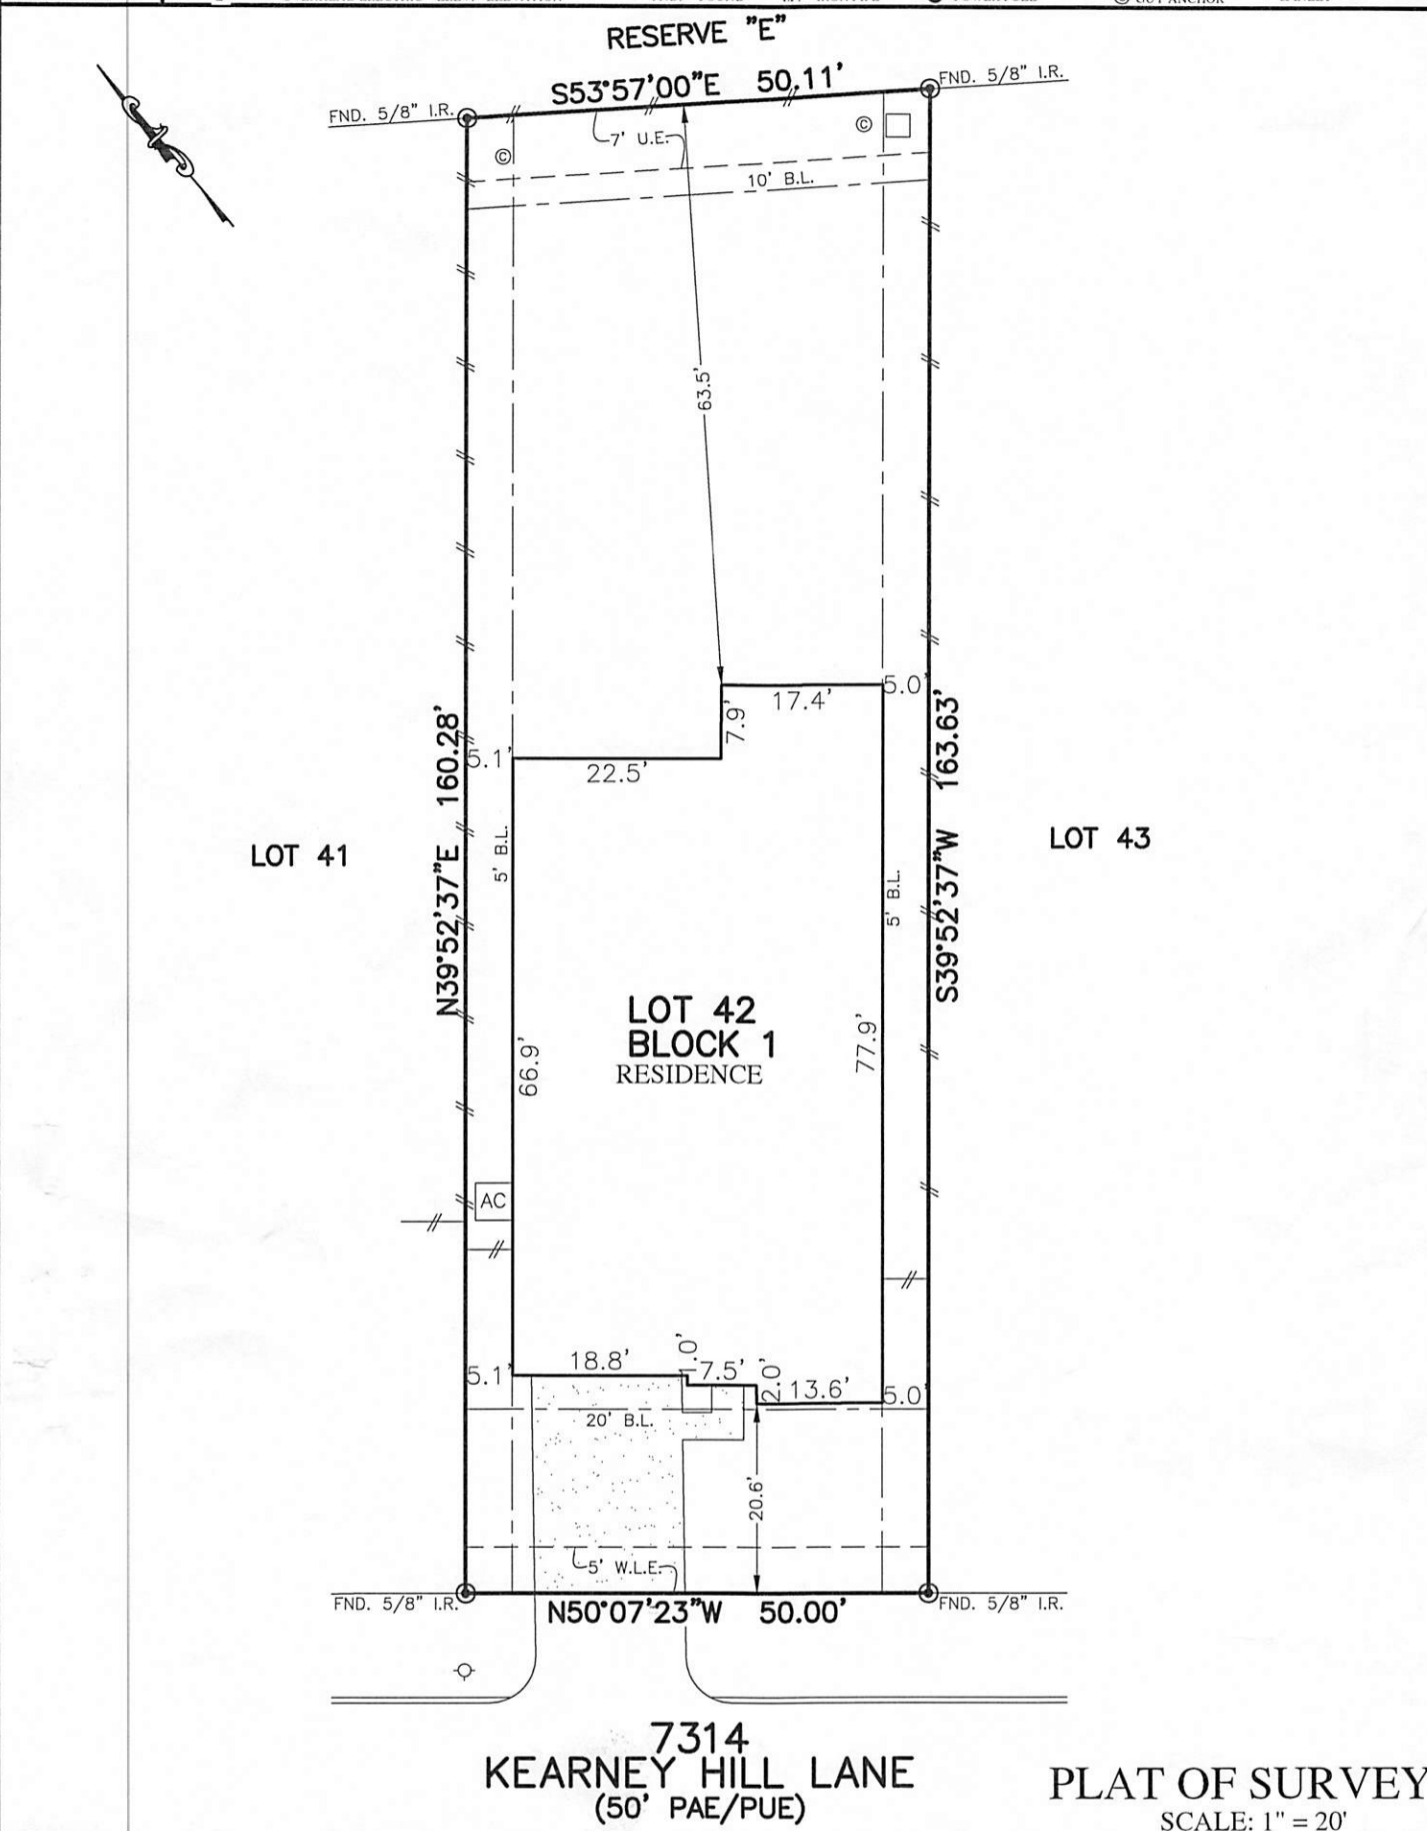 RESERVE "E"
S53°57'00"E 50.11'
FND. 5/8" I.R.
FND. 5/8" I.R.
©
©
7' U.E.
10' B.L.
63.5'
5.0'
17.4'
7.9'
5.1'
22.5'
N39°52'37"E 160.28'
S39°52'37"W 163.63'
5' B.L.
5' B.L.
LOT 41
LOT 43
LOT 42
BLOCK 1
RESIDENCE
66.9'
77.9'
AC
5.1'
18.8'
1.0'
7.5'
2.0'
13.6'
5.0'
20' B.L.
20.6'
5' W.L.E.
FND. 5/8" I.R.
N50°07'23"W 50.00'
FND. 5/8" I.R.
7314
KEARNEY HILL LANE
(50' PAE/PUE)
PLAT OF SURVEY
SCALE: 1" = 20'